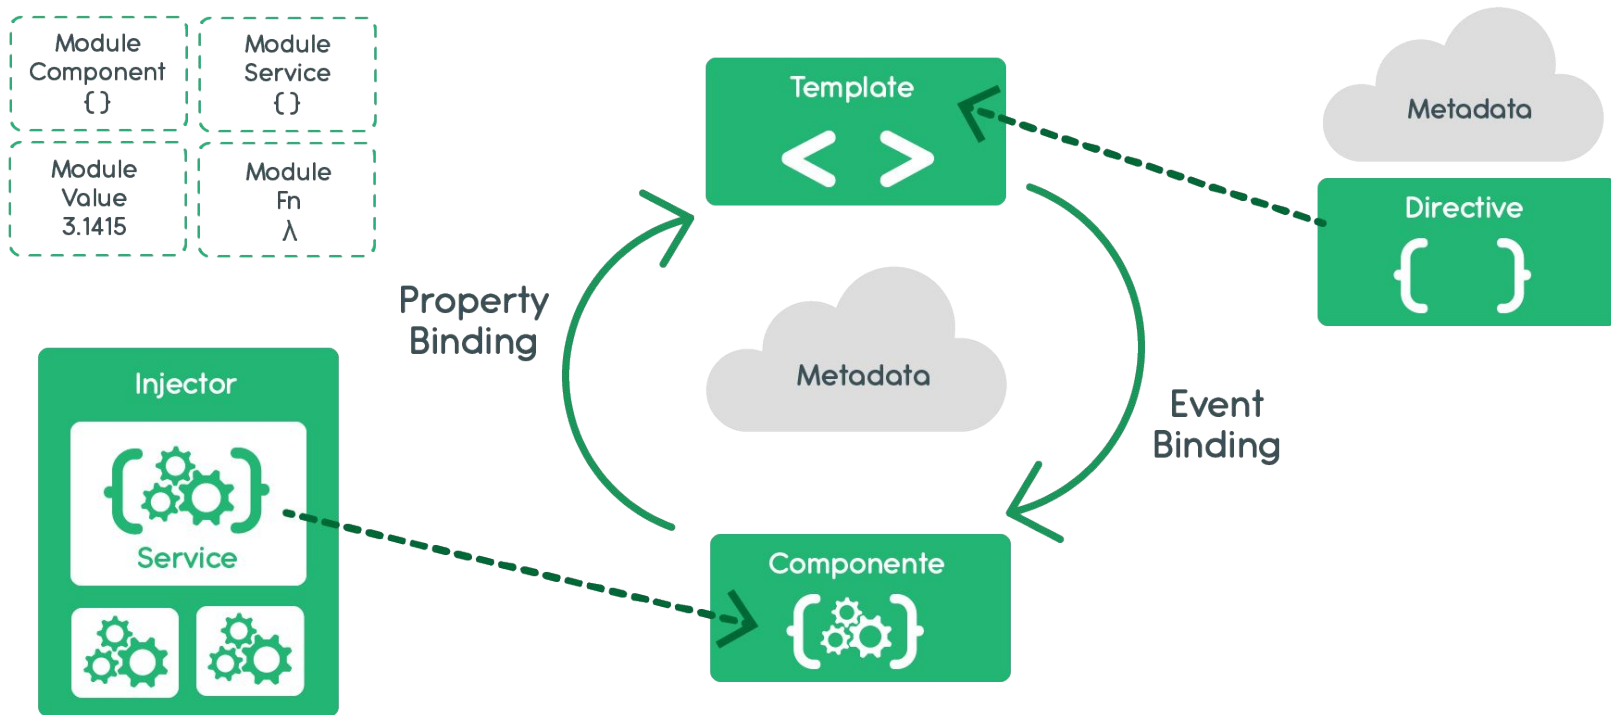 Module
Component
{}
Module
Service
{}
Module
Value
3.1415
Module
Fn
λ
Template
< >
Metadata
Directive
{ }
Property
Binding
Metadata
Event
Binding
Injector
{ }
Service
Componente
{ }